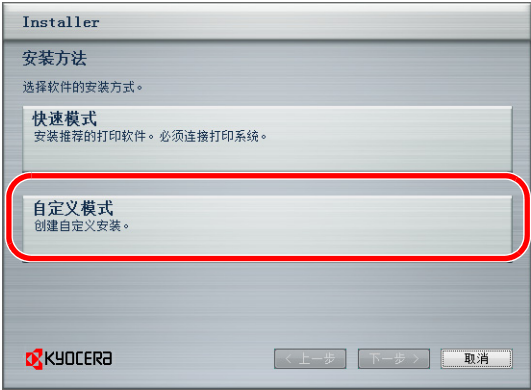 Installer
安装方法
选择软件的安装方式。
快速模式
安装推荐的打印软件。必须连接打印系统。
自定义模式
创建自定义安装。
KYOCERA
< 上一步 下一步 > 取消